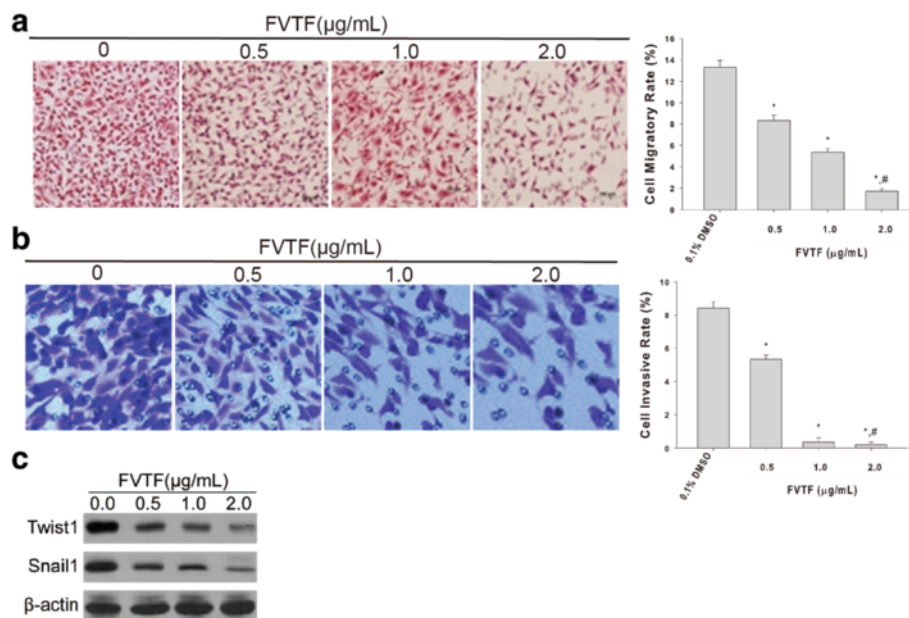 a
FVTF(µg/mL)
0 0.5 1.0 2.0
Cell Migratory Rate (%)
16
14
12
10
8
6
4
2
0
*
*
*,#
0.1% DMSO 0.5 1.0 2.0
FVTF (µg/mL)
b
FVTF(µg/mL)
0 0.5 1.0 2.0
Cell Invasive Rate (%)
10
8
6
4
2
0
*
*
*,#
0.1% DMSO 0.5 1.0 2.0
FVTF (µg/mL)
c
FVTF(µg/mL)
0.0 0.5 1.0 2.0
Twist1
Snail1
β-actin